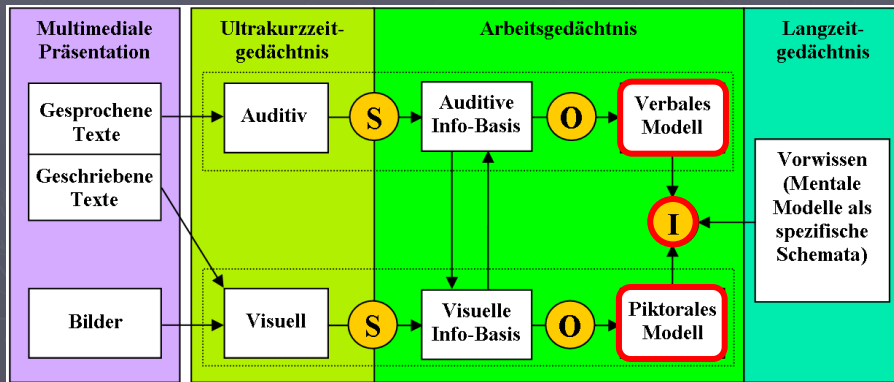 Multimediale
Präsentation
Ultrakurzzeit-
gedächtnis
Arbeitsgedächtnis
Langzeit-
gedächtnis
Gesprochene
Texte
Geschriebene
Texte
Bilder
Auditiv
Visuell
S
S
Auditive
Info-Basis
Visuelle
Info-Basis
O
O
Verbales
Modell
I
Piktorales
Modell
Vorwissen
(Mentale
Modelle als
spezifische
Schemata)